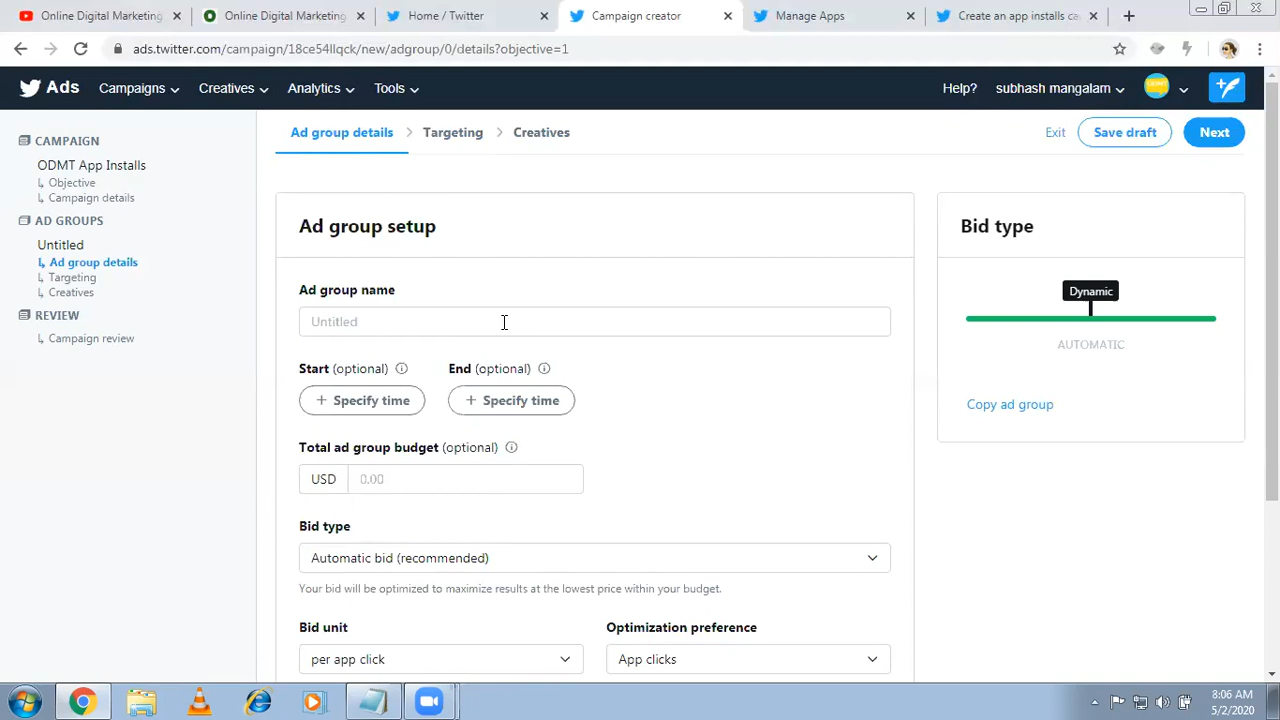 Online Digital Marketing
Online Digital Marketing
Home / Twitter
Campaign creator
Manage Apps
Create an app installs ca
ads.twitter.com/campaign/18ce54llqck/new/adgroup/0/details?objective=1
Ads
Campaigns
Creatives
Analytics
Tools
Help?
subhash mangalam
CAMPAIGN
ODMT App Installs
Objective
Campaign details
AD GROUPS
Untitled
Ad group details
Targeting
Creatives
REVIEW
Campaign review
Ad group details > Targeting > Creatives
Exit
Save draft
Next
Ad group setup
Ad group name
Untitled
Start (optional)
End (optional)
+ Specify time
+ Specify time
Total ad group budget (optional)
USD 0.00
Bid type
Automatic bid (recommended)
Your bid will be optimized to maximize results at the lowest price within your budget.
Bid unit
Optimization preference
per app click
App clicks
Bid type
Dynamic
AUTOMATIC
Copy ad group
8:06 AM
5/2/2020